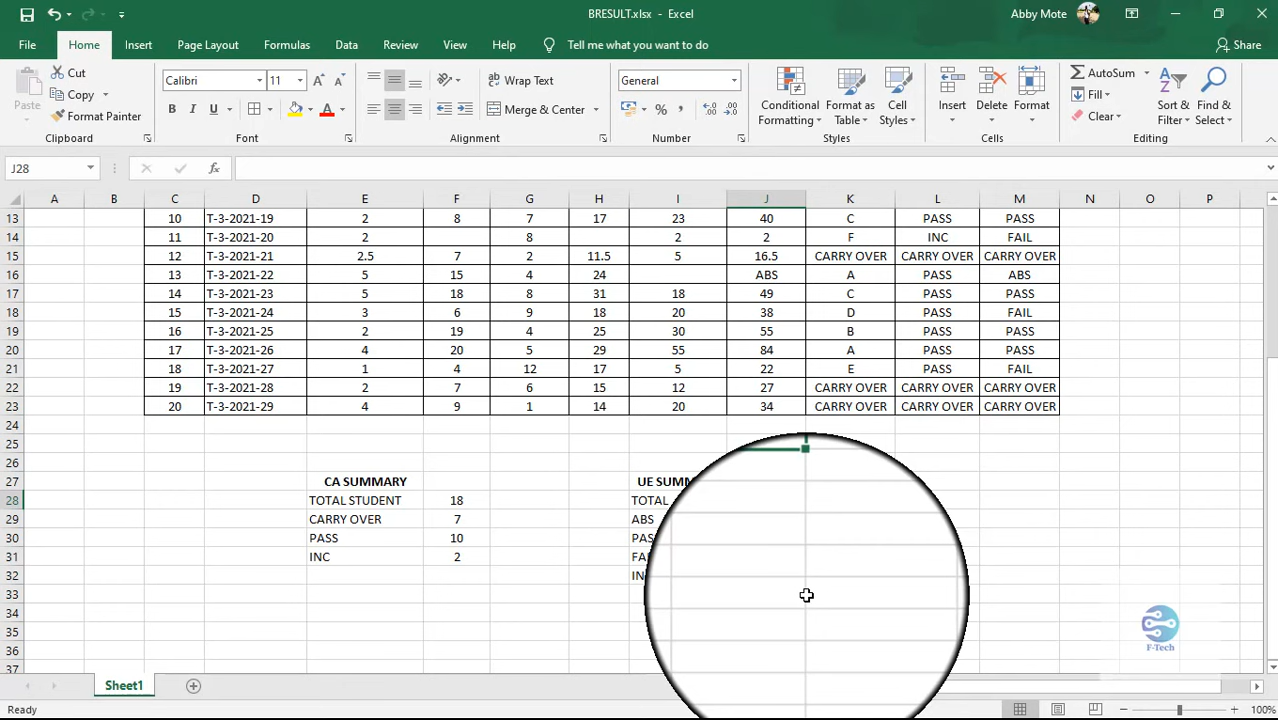 BRESULT.xlsx - Excel
Abby Mote
File Home Insert Page Layout Formulas Data Review View Help Tell me what you want to do Share
Paste Cut Copy Format Painter
Calibri 11
B I U A
Wrap Text
Merge & Center
General
% ,
Conditional Formatting
Format as Table
Cell Styles
Insert Delete Format
AutoSum Fill Clear
Sort & Filter
Find & Select
Clipboard Font Alignment Number Styles Cells Editing
J28 fx
A B C D E F G H I J K L M N O P
13 10 T-3-2021-19 2 8 7 17 23 40 C PASS PASS
14 11 T-3-2021-20 2 8 2 2 F INC FAIL
15 12 T-3-2021-21 2.5 7 2 11.5 5 16.5 CARRY OVER CARRY OVER CARRY OVER
16 13 T-3-2021-22 5 15 4 24 ABS A PASS ABS
17 14 T-3-2021-23 5 18 8 31 18 49 C PASS PASS
18 15 T-3-2021-24 3 6 9 18 20 38 D PASS FAIL
19 16 T-3-2021-25 2 19 4 25 30 55 B PASS PASS
20 17 T-3-2021-26 4 20 5 29 55 84 A PASS PASS
21 18 T-3-2021-27 1 4 12 17 5 22 E PASS FAIL
22 19 T-3-2021-28 2 7 6 15 12 27 CARRY OVER CARRY OVER CARRY OVER
23 20 T-3-2021-29 4 9 1 14 20 34 CARRY OVER CARRY OVER CARRY OVER
24
25
26
27 CA SUMMARY UE SUMM
28 TOTAL STUDENT 18 TOTAL
29 CARRY OVER 7 ABS
30 PASS 10 PAS
31 INC 2 FA
32 IN
33
34
35
36
37
F-Tech
Sheet1
Ready 100%